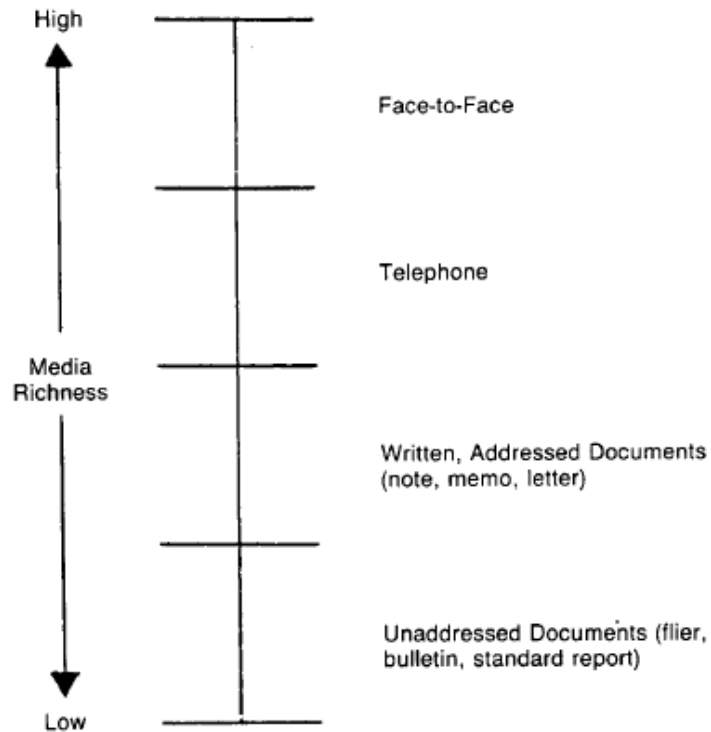 High
Face-to-Face
Telephone
Media
Richness
Written, Addressed Documents
(note, memo, letter)
Unaddressed Documents (flier,
bulletin, standard report)
Low